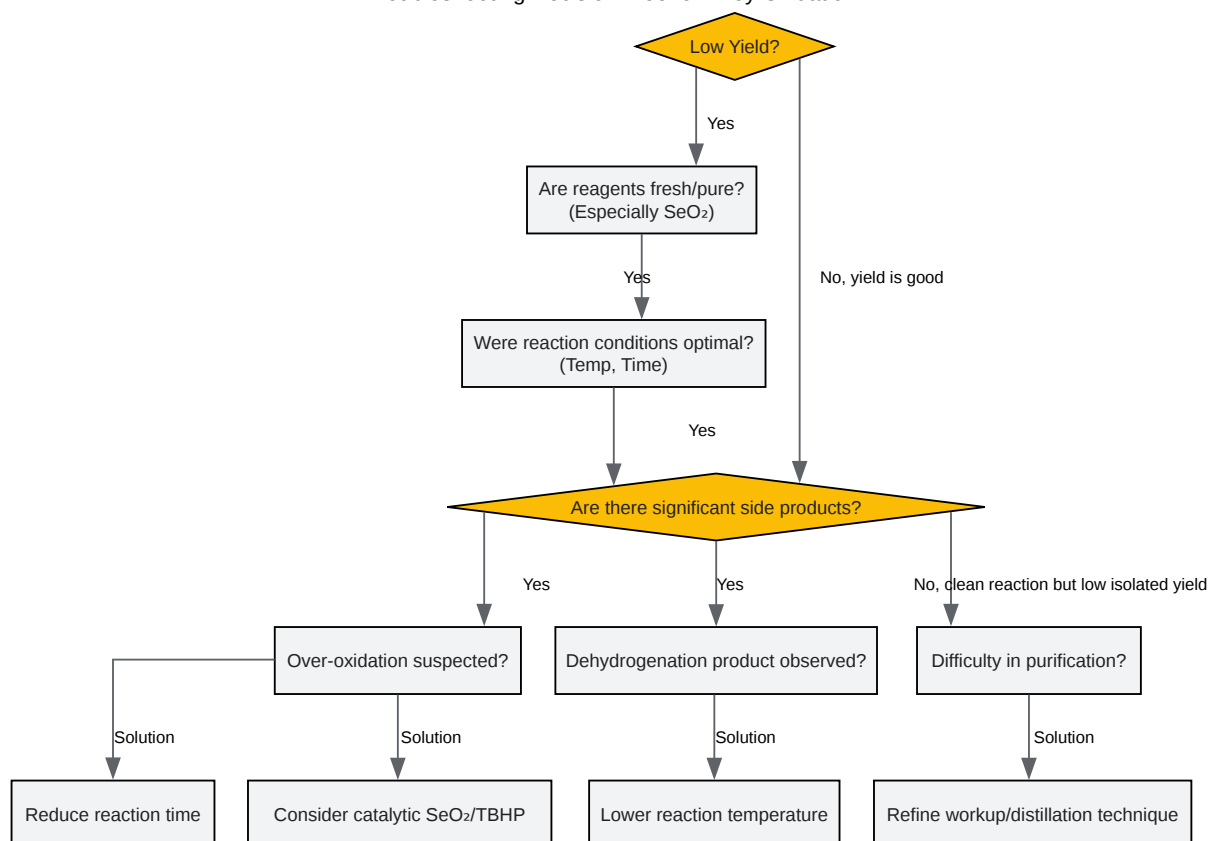 Low Yield?
Yes
Are reagents fresh/pure?
(Especially SeO₂)
Yes
No, yield is good
Were reaction conditions optimal?
(Temp, Time)
Yes
Are there significant side products?
Yes
Yes
No, clean reaction but low isolated yield
Over-oxidation suspected?
Dehydrogenation product observed?
Difficulty in purification?
Solution
Solution
Solution
Solution
Reduce reaction time
Consider catalytic SeO₂/TBHP
Lower reaction temperature
Refine workup/distillation technique